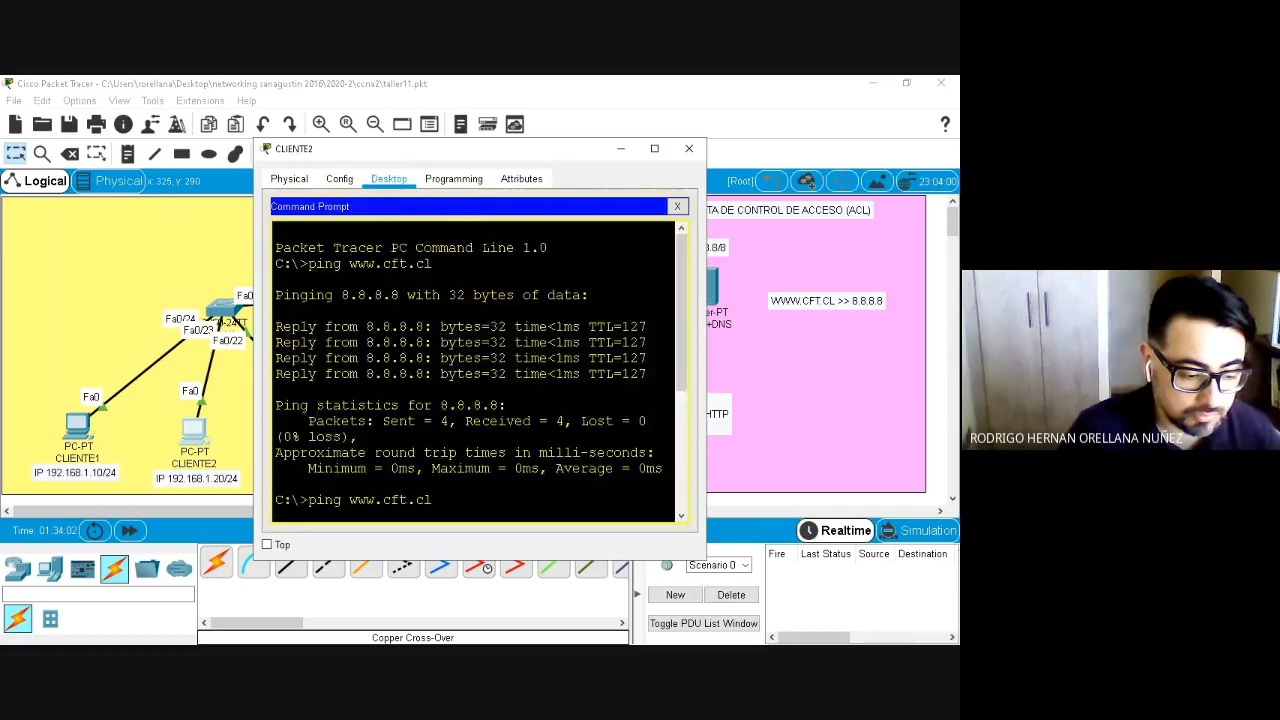 Cisco Packet Tracer - C:\Users\rorellana\Desktop\networking sanagustin 2016\2020-2\ccna2\taller11.pkt
File Edit Options View Tools Extensions Help
CLIENTE2
Physical Config Desktop Programming Attributes
Logical Physical x: 325, y: 290
[Root] 23:04:00
Command Prompt X
Packet Tracer PC Command Line 1.0
C:\>ping www.cft.cl
Pinging 8.8.8.8 with 32 bytes of data:
Reply from 8.8.8.8: bytes=32 time<1ms TTL=127
Reply from 8.8.8.8: bytes=32 time<1ms TTL=127
Reply from 8.8.8.8: bytes=32 time<1ms TTL=127
Reply from 8.8.8.8: bytes=32 time<1ms TTL=127
Ping statistics for 8.8.8.8:
Packets: Sent = 4, Received = 4, Lost = 0
(0% loss),
Approximate round trip times in milli-seconds:
Minimum = 0ms, Maximum = 0ms, Average = 0ms
C:\>ping www.cft.cl
Top
TA DE CONTROL DE ACCESO (ACL)
8.8/8
WWW.CFT.CL >> 8.8.8.8
er-PT
+DNS
HTTP
Fa0
Fa0/24
Fa0/23
Fa0/22
Fa0
Fa0
PC-PT
CLIENTE1
IP 192.168.1.10/24
PC-PT
CLIENTE2
IP 192.168.1.20/24
RODRIGO HERNAN ORELLANA NUÑEZ
Time: 01:34:02
Realtime Simulation
Scenario 0
New Delete
Toggle PDU List Window
Fire Last Status Source Destination
Copper Cross-Over